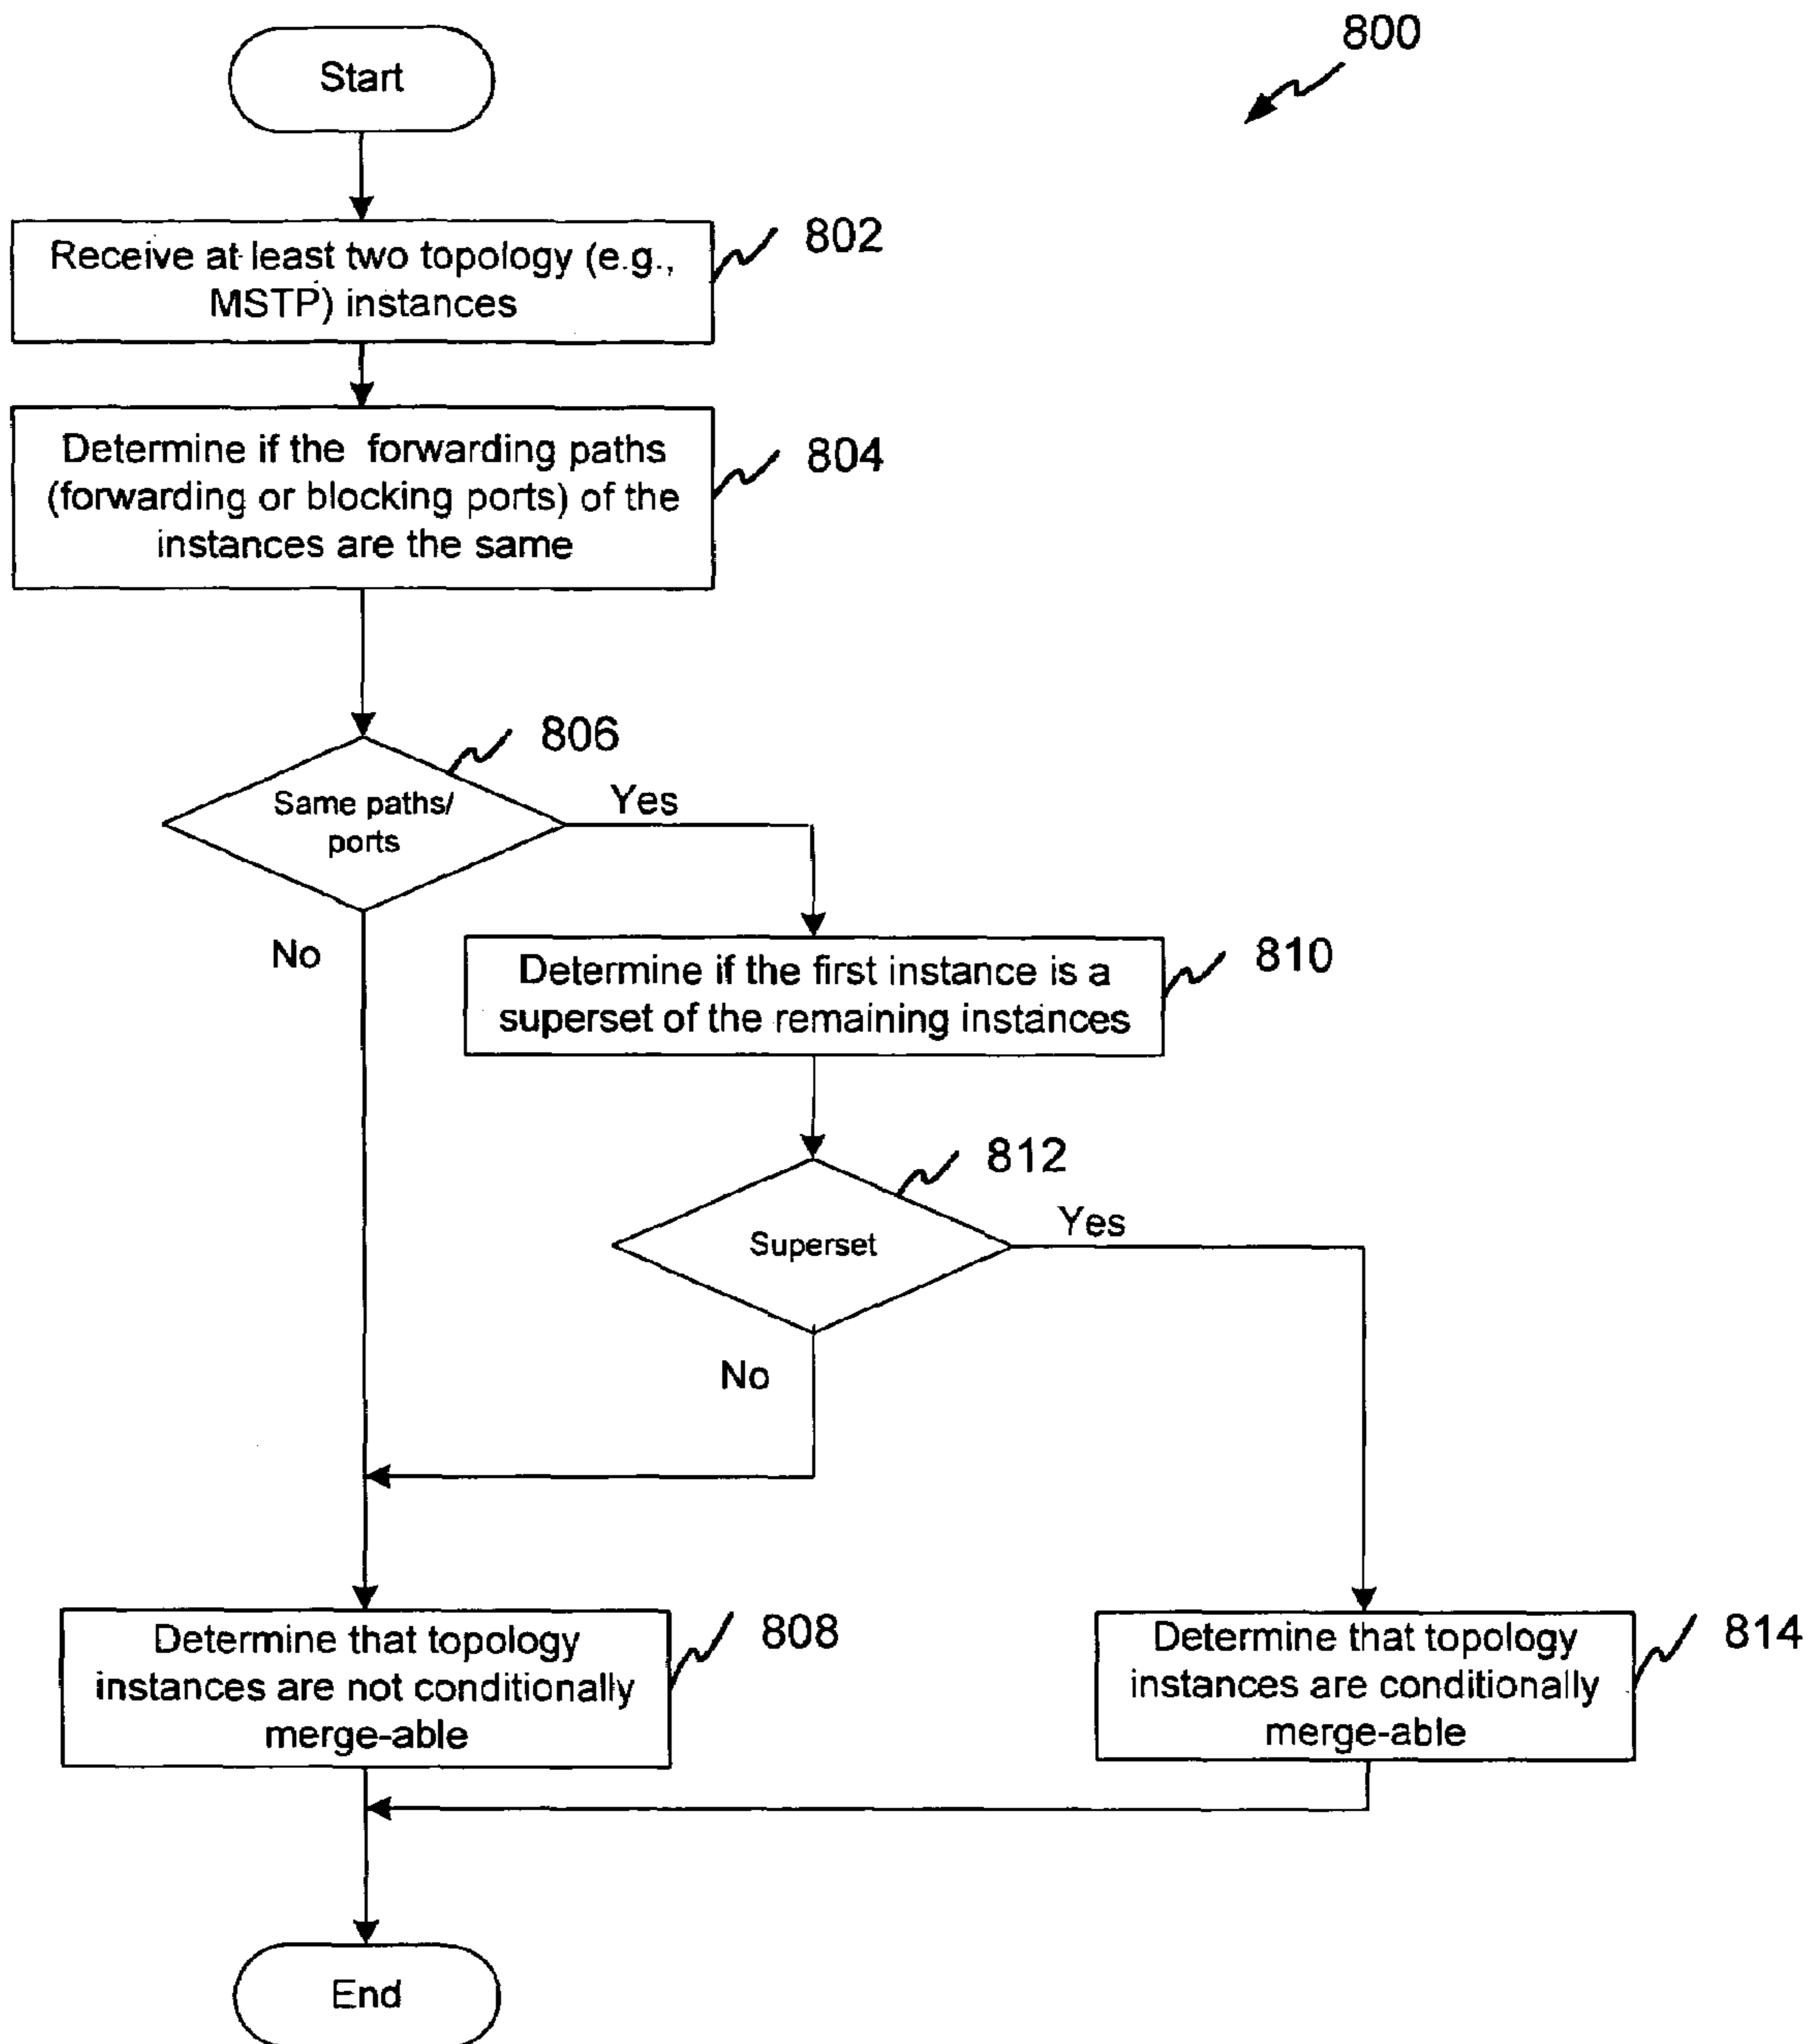 800
Start
802
Receive at least two topology (e.g.,
MSTP) instances
804
Determine if the forwarding paths
(forwarding or blocking ports) of the
instances are the same
806
Same paths/
ports
Yes
No
810
Determine if the first instance is a
superset of the remaining instances
812
Superset
Yes
No
808
Determine that topology
instances are not conditionally
merge-able
814
Determine that topology
instances are conditionally
merge-able
End